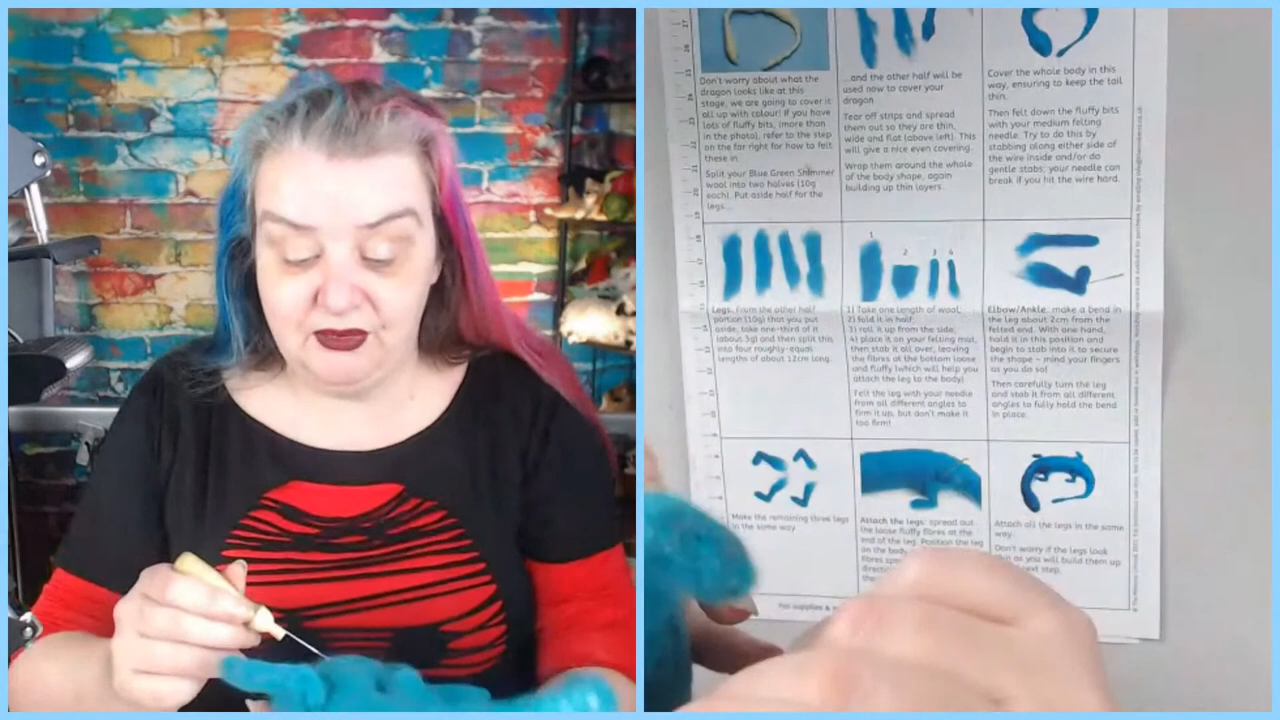 Don't worry about what the
dragon looks like at this
stage, we are going to cover it
all up with colour! If you have
lots of fluffy bits, (more than
in the photo), refer to the step
on the far right for how to felt
these in.
Split your Blue Green Shimmer
wool into two halves (10g
each). Put aside half for the
legs...
...and the other half will be
used now to cover your
dragon.
Tear off strips and spread
them out so they are thin,
wide and flat (above left). This
will give a nice even covering.
Wrap them around the whole
of the body shape, again
building up thin layers.
Cover the whole body in this
way, ensuring to keep the tail
thin.
Then felt down the fluffy bits
with your medium felting
needle. Try to do this by
stabbing along either side of
the wire inside and/or do
gentle stabs; your needle can
break if you hit the wire hard.
1
2
3 4
Legs: From the other half
portion (10g) that you put
aside, take one-third of it
(about 3g) and then split this
into four roughly-equal
lengths of about 12cm long.
1) Take one length of wool,
2) fold it in half,
3) roll it up from the side,
4) place it on your felting mat,
then stab it all over, leaving
the fibres at the bottom loose
and fluffy (which will help you
attach the leg to the body)
Felt the leg with your needle
from all different angles to
firm it up, but don't make it
too firm!
Elbow/Ankle: make a bend in
the leg about 2cm from the
felted end. With one hand,
hold it in this position and
begin to stab into it to secure
the shape – mind your fingers
as you do so!
Then carefully turn the leg
and stab it from all different
angles to fully hold the bend
in place.
Make the remaining three legs
in the same way.
Attach the legs: spread out
the loose fluffy fibres at the
end of the leg. Position the leg
on the body,
fibres
Attach all the legs in the same
way.
Don't worry if the legs look
as you will build them up
next step.
For supplies &